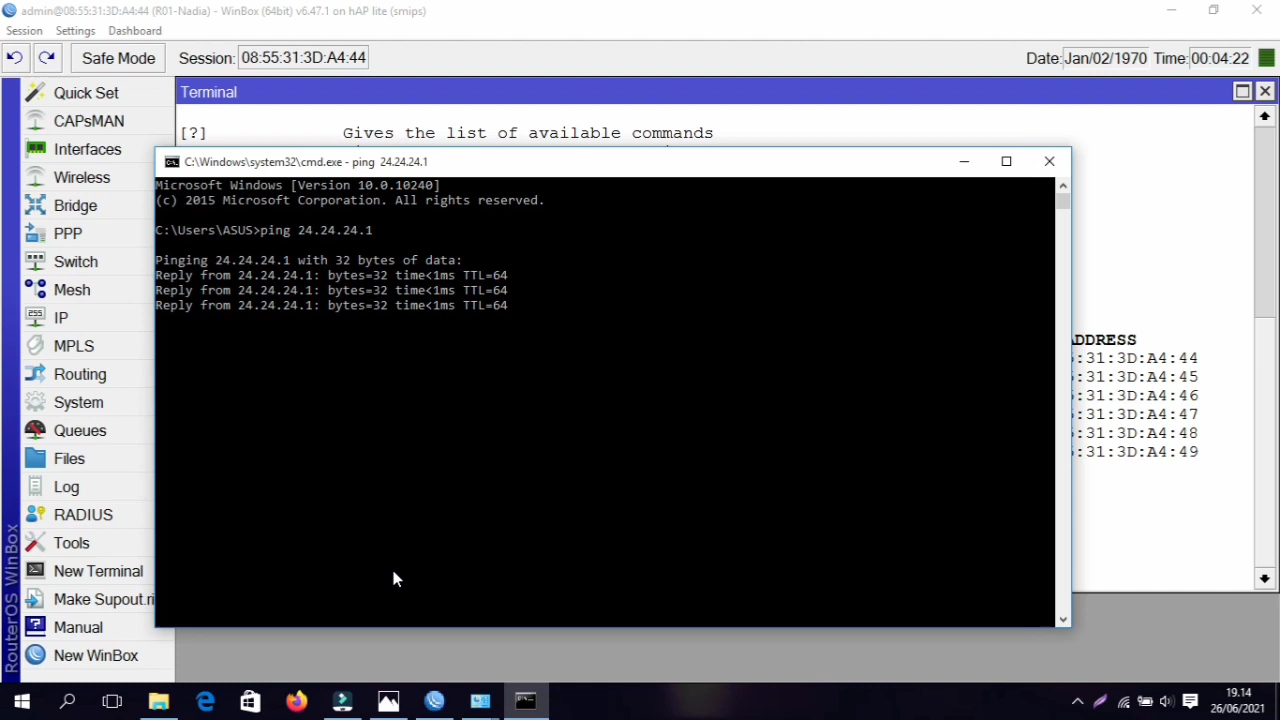 admin@08:55:31:3D:A4:44 (R01-Nadia) - WinBox (64bit) v6.47.1 on hAP lite (smips)
Session Settings Dashboard
Safe Mode Session: 08:55:31:3D:A4:44 Date: Jan/02/1970 Time: 00:04:22
Quick Set
CAPsMAN
Interfaces
Wireless
Bridge
PPP
Switch
Mesh
255
IP
MPLS
Routing
System
Queues
Files
Log
RADIUS
Tools
New Terminal
Make Supout.ri
Manual
New WinBox
RouterOS WinBox
Terminal
[?] Gives the list of available commands
C:\Windows\system32\cmd.exe - ping 24.24.24.1
Microsoft Windows [Version 10.0.10240]
(c) 2015 Microsoft Corporation. All rights reserved.
C:\Users\ASUS>ping 24.24.24.1
Pinging 24.24.24.1 with 32 bytes of data:
Reply from 24.24.24.1: bytes=32 time<1ms TTL=64
Reply from 24.24.24.1: bytes=32 time<1ms TTL=64
Reply from 24.24.24.1: bytes=32 time<1ms TTL=64
ADDRESS
:31:3D:A4:44
:31:3D:A4:45
:31:3D:A4:46
:31:3D:A4:47
:31:3D:A4:48
:31:3D:A4:49
19.14
26/06/2021